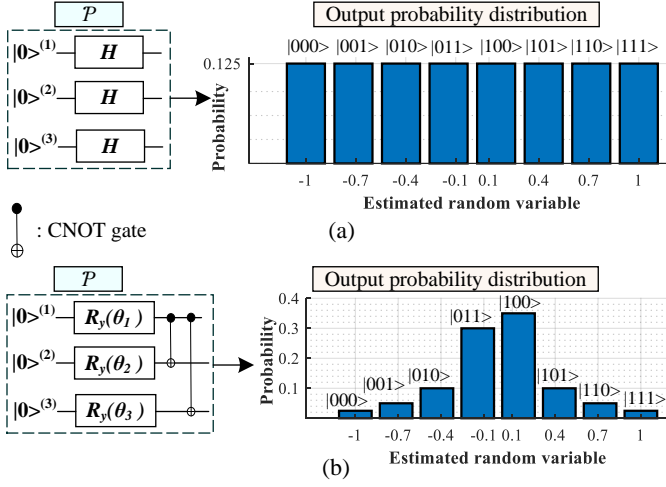 𝒫
Output probability distribution
|0>(1) H
|0>(2) H
|0>(3) H
|000> |001> |010> |011> |100> |101> |110> |111>
0.125
Probability
-1 -0.7 -0.4 -0.1 0.1 0.4 0.7 1
Estimated random variable
: CNOT gate
(a)
𝒫
Output probability distribution
|0>(1) Ry(θ1 )
|0>(2) Ry(θ2 )
|0>(3) Ry(θ3 )
0.4
0.3
0.2
0.1
Probability
|000> |001> |010> |011> |100> |101> |110> |111>
-1 -0.7 -0.4 -0.1 0.1 0.4 0.7 1
Estimated random variable
(b)